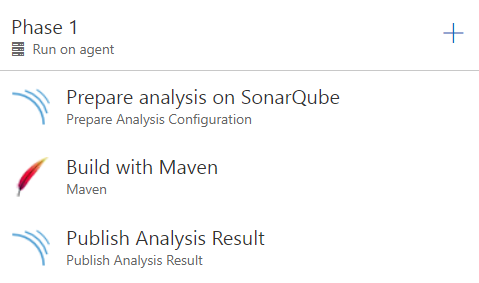 Phase 1
Run on agent
Prepare analysis on SonarQube
Prepare Analysis Configuration
Build with Maven
Maven
Publish Analysis Result
Publish Analysis Result